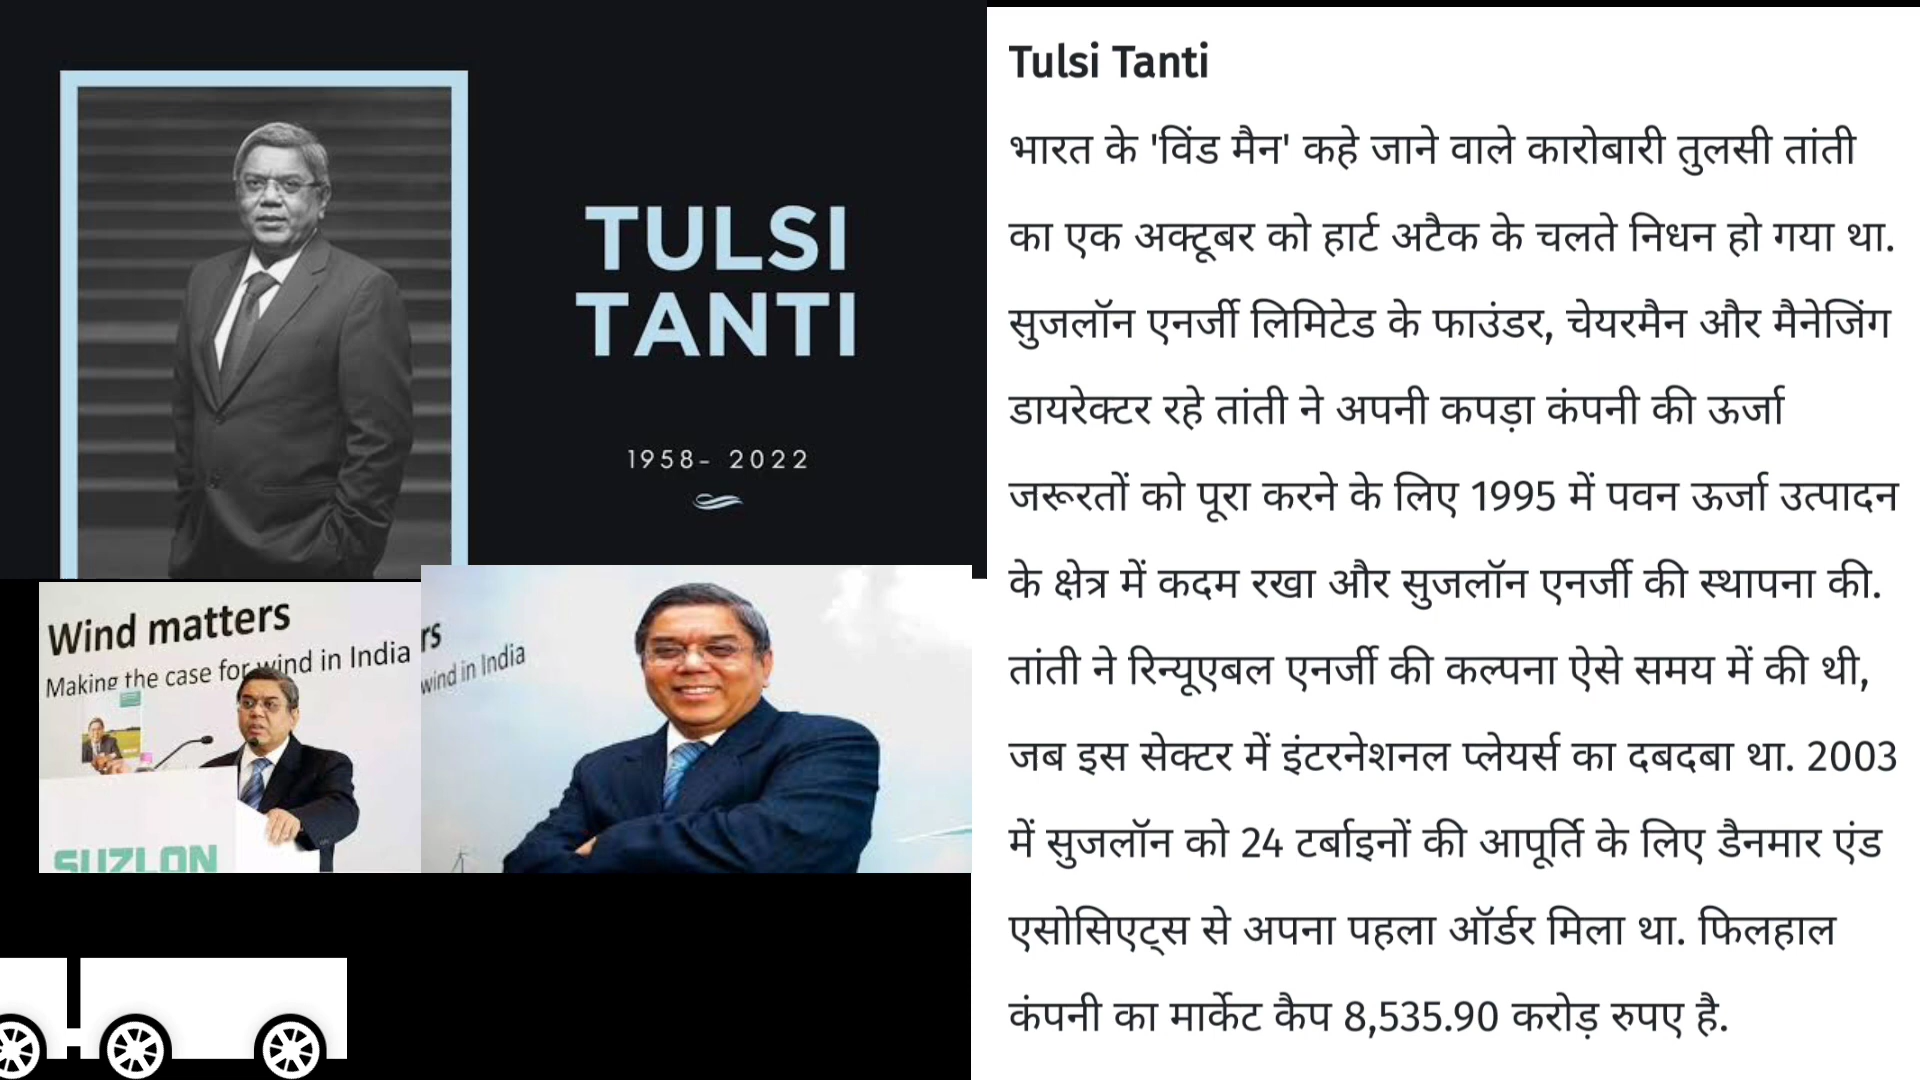 TULSI
TANTI
1958- 2022
Wind matters
Making the case for wind in India
rs
wind in India
SUZLON
Tulsi Tanti
भारत के 'विंड मैन' कहे जाने वाले कारोबारी तुलसी तांती
का एक अक्टूबर को हार्ट अटैक के चलते निधन हो गया था.
सुजलॉन एनर्जी लिमिटेड के फाउंडर, चेयरमैन और मैनेजिंग
डायरेक्टर रहे तांती ने अपनी कपड़ा कंपनी की ऊर्जा
जरूरतों को पूरा करने के लिए 1995 में पवन ऊर्जा उत्पादन
के क्षेत्र में कदम रखा और सुजलॉन एनर्जी की स्थापना की.
तांती ने रिन्यूएबल एनर्जी की कल्पना ऐसे समय में की थी,
जब इस सेक्टर में इंटरनेशनल प्लेयर्स का दबदबा था. 2003
में सुजलॉन को 24 टर्बाइनों की आपूर्ति के लिए डैनमार एंड
एसोसिएट्स से अपना पहला ऑर्डर मिला था. फिलहाल
कंपनी का मार्केट कैप 8,535.90 करोड़ रुपए है.